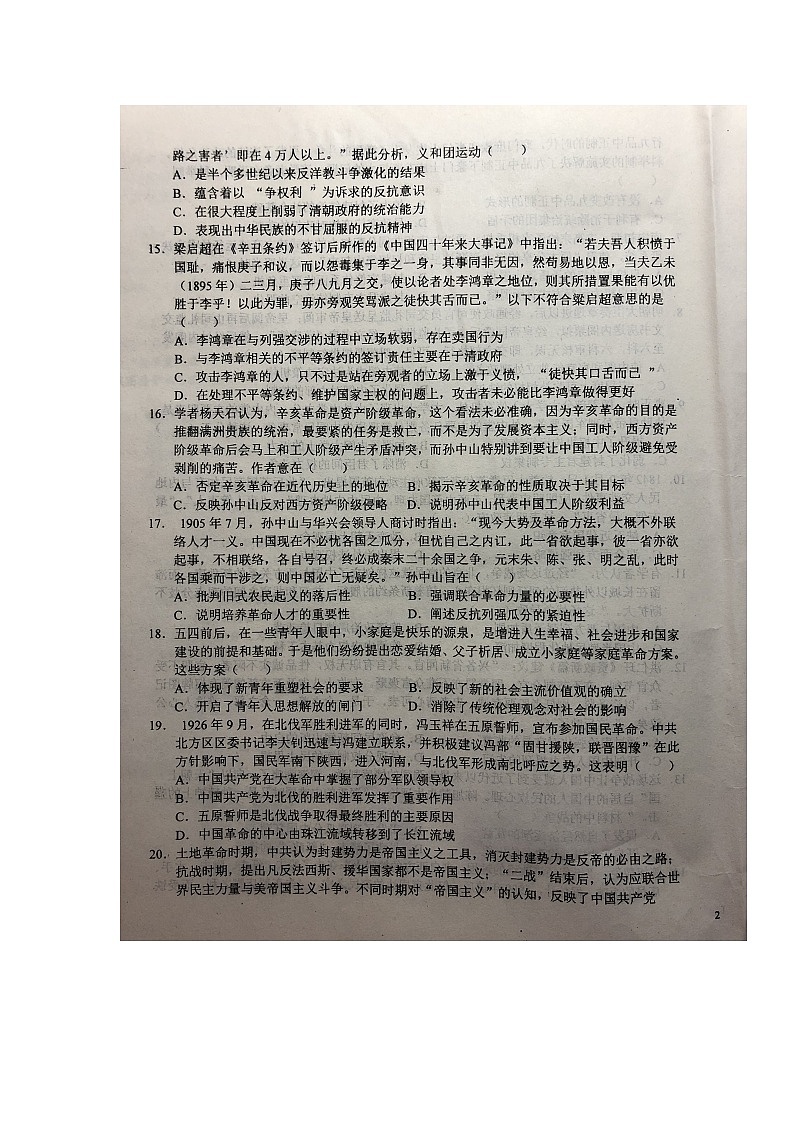 路之害者’即在 4 万人以上。”据此分析，义和团运动（　　）
A．是半个多世纪以来反洋教斗争激化的结果
B．蕴含着以 “争权利 ”为诉求的反抗意识
C．在很大程度上削弱了清朝政府的统治能力
D．表现出中华民族的不甘屈服的反抗精神
15．梁启超在《辛丑条约》签订后所作的《中国四十年来大事记》中指出：“若夫吾人积愤于
国耻，痛恨庚子和议，而以怨毒集于李之一身，其事同非无因，然苟易地以恩，当夫乙未
（1895 年）二三月，庚子八九月之交，使以论者处李鸿章之地位，则其所措置果能有以优
胜于李乎！以此为罪，毋亦旁观笑骂派之徒快其舌而已。”以下不符合梁启超意思的是
（　　）
A．李鸿章在与列强交涉的过程中立场软弱，存在卖国行为
B．与李鸿章相关的不平等条约的签订责任主要在于清政府
C．攻击李鸿章的人，只不过是站在旁观者的立场上激于义愤， “徒快其口舌而已 ”
D．在处理不平等条约、维护国家主权的问题上，攻击者未必能比李鸿章做得更好
16．学者杨天石认为，辛亥革命是资产阶级革命，这个看法未必准确，因为辛亥革命的目的是
推翻满洲贵族的统治，最要紧的任务是救亡，而不是为了发展资本主义；同时，西方资产
阶级革命后会马上和工人阶级产生矛盾冲突，而孙中山特别讲到要让中国工人阶级避免受
剥削的痛苦。作者意在（　　）
A．否定辛亥革命在近代历史上的地位　B．揭示辛亥革命的性质取决于其目标
C．反映孙中山反对西方资产阶级侵略　D．说明孙中山代表中国工人阶级利益
17． 1905 年 7 月，孙中山与华兴会领导人商讨时指出：“现今大势及革命方法，大概不外联
络人才一义。中国现在不必忧各国之瓜分，但忧自己之内讧，此一省欲起事，彼一省亦欲
起事，不相联络，各自号召，终必成秦末二十余国之争，元末朱、陈、张、明之乱，此时
各国乘而干涉之，则中国必亡无疑矣。”孙中山旨在（　　）
A．批判旧式农民起义的落后性　B．强调联合革命力量的必要性
C．说明培养革命人才的重要性　D．阐述反抗列强瓜分的紧迫性
18．五四前后，在一些青年人眼中，小家庭是快乐的源泉，是增进人生幸福、社会进步和国家
建设的前提和基础。于是他们纷纷提出恋爱结婚、父子析居、成立小家庭等家庭革命方案。
这些方案（　　）
A．体现了新青年重塑社会的要求　B．反映了新的社会主流价值观的确立
C．开启了青年人思想解放的闸门　D．消除了传统伦理观念对社会的影响
19． 1926 年 9 月，在北伐军胜利进军的同时，冯玉祥在五原誓师，宣布参加国民革命。中共
北方区区委书记李大钊迅速与冯建立联系，并积极建议冯部“固甘援陕，联晋图豫”在此
方针影响下，国民军南下陕西，进入河南，与北伐军形成南北呼应之势。这表明（　　）
A．中国共产党在大革命中掌握了部分军队领导权
B．中国共产党为北伐的胜利进军发挥了重要作用
C．五原誓师是北伐战争取得最终胜利的主要原因
D．中国革命的中心由珠江流域转移到了长江流域
20．土地革命时期，中共认为封建势力是帝国主义之工具，消灭封建势力是反帝的必由之路；
抗战时期，提出凡反法西斯、援华国家都不是帝国主义；“二战”结束后，认为应联合世
界民主力量与美帝国主义斗争。不同时期对“帝国主义”的认知，反映了中国共产党
2